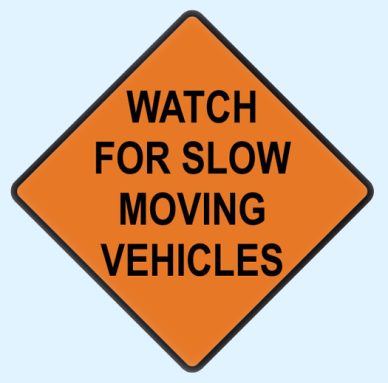 WATCH
FOR SLOW
MOVING
VEHICLES